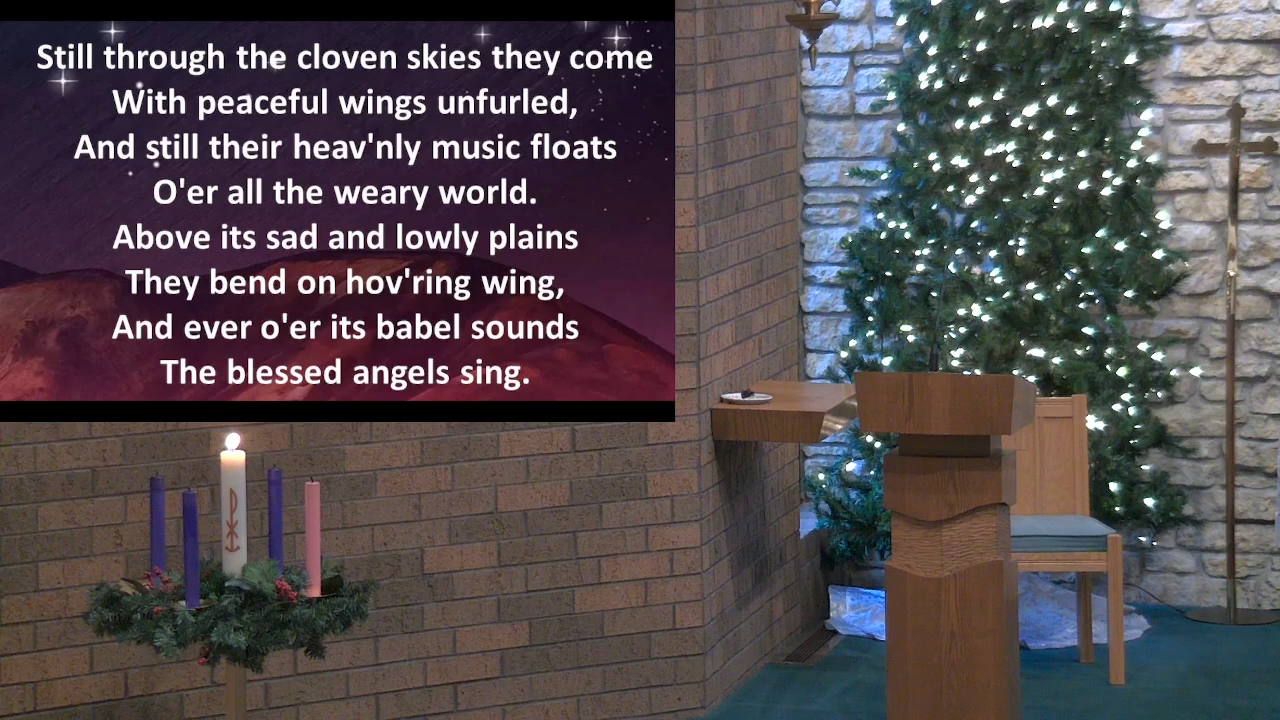 Still through the cloven skies they come
With peaceful wings unfurled,
And still their heav'nly music floats
O'er all the weary world.
Above its sad and lowly plains
They bend on hov'ring wing,
And ever o'er its babel sounds
The blessed angels sing.